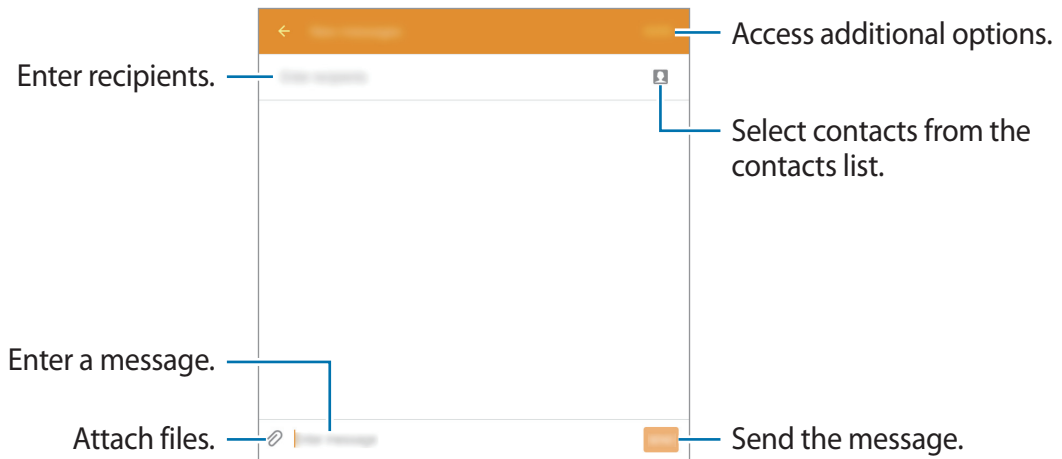 Access additional options.
Enter recipients.
Select contacts from the
contacts list.
Enter a message.
Attach files.
Send the message.